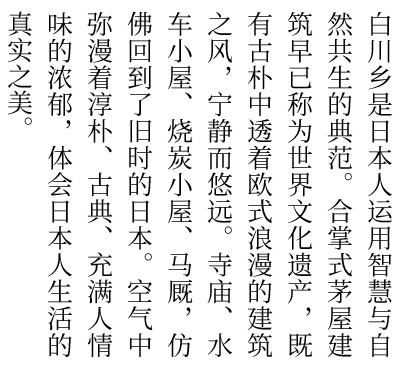 白川乡是日本人运用智慧与自
然共生的典范。合掌式茅屋建
筑早已称为世界文化遗产，既
有古朴中透着欧式浪漫的建筑
之风，宁静而悠远。寺庙、水
车小屋、烧炭小屋、马厩，仿
佛回到了旧时的日本。空气中
弥漫着淳朴、古典、充满人情
味的浓郁，体会日本人生活的
真实之美。